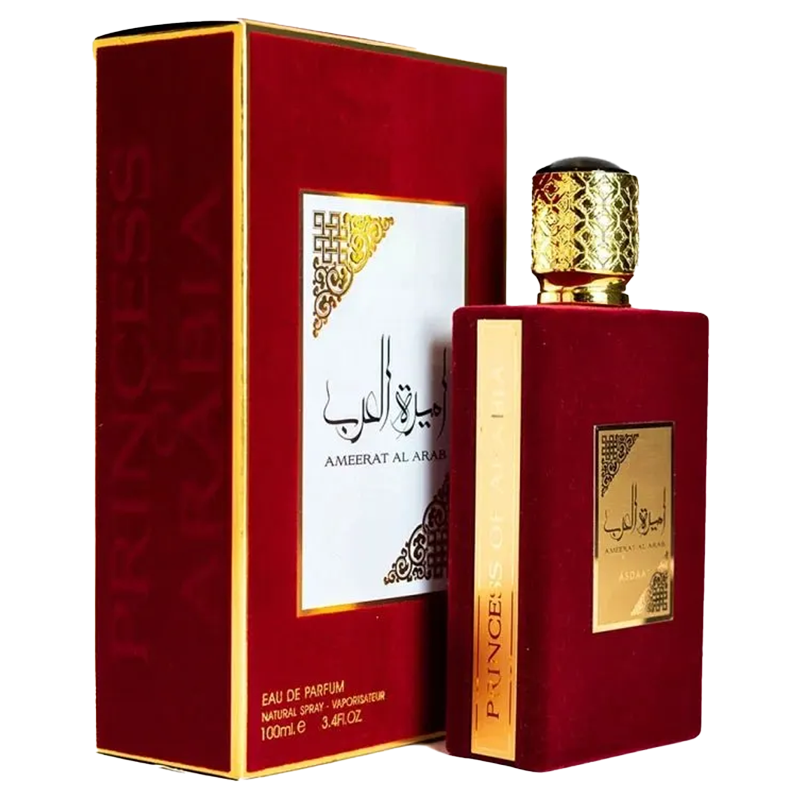 PRINCESS
OF
ARABIA
أميرة العرب
AMEERAT AL ARAB
EAU DE PARFUM
NATURAL SPRAY - VAPORISATEUR
100ml.e 3.4Fl.OZ
PRINCESS OF ARABIA
أميرة العرب
AMEERAT AL ARAB
ASDAAF